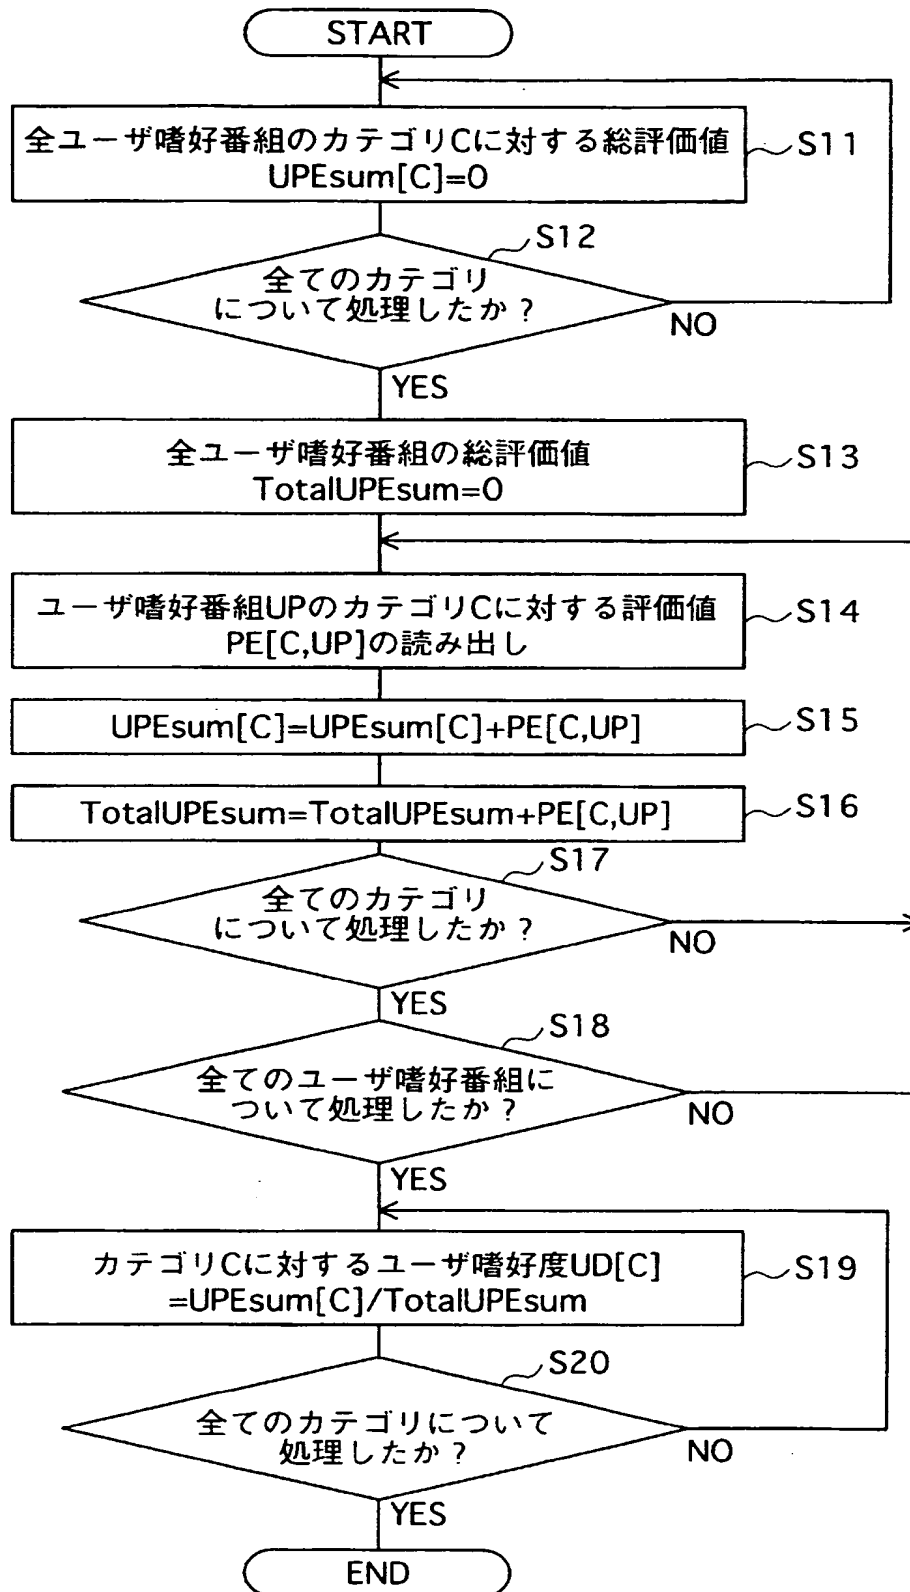 START
全ユーザ嗜好番組のカテゴリCに対する総評価値
UPEsum[C]=0
S11
S12
全てのカテゴリ
について処理したか？
NO
YES
全ユーザ嗜好番組の総評価値
TotalUPEsum=0
S13
ユーザ嗜好番組UPのカテゴリCに対する評価値
PE[C,UP]の読み出し
S14
UPEsum[C]=UPEsum[C]+PE[C,UP]
S15
TotalUPEsum=TotalUPEsum+PE[C,UP]
S16
S17
全てのカテゴリ
について処理したか？
NO
YES
S18
全てのユーザ嗜好番組に
ついて処理したか？
NO
YES
カテゴリCに対するユーザ嗜好度UD[C]
=UPEsum[C]/TotalUPEsum
S19
S20
全てのカテゴリについて
処理したか？
NO
YES
END